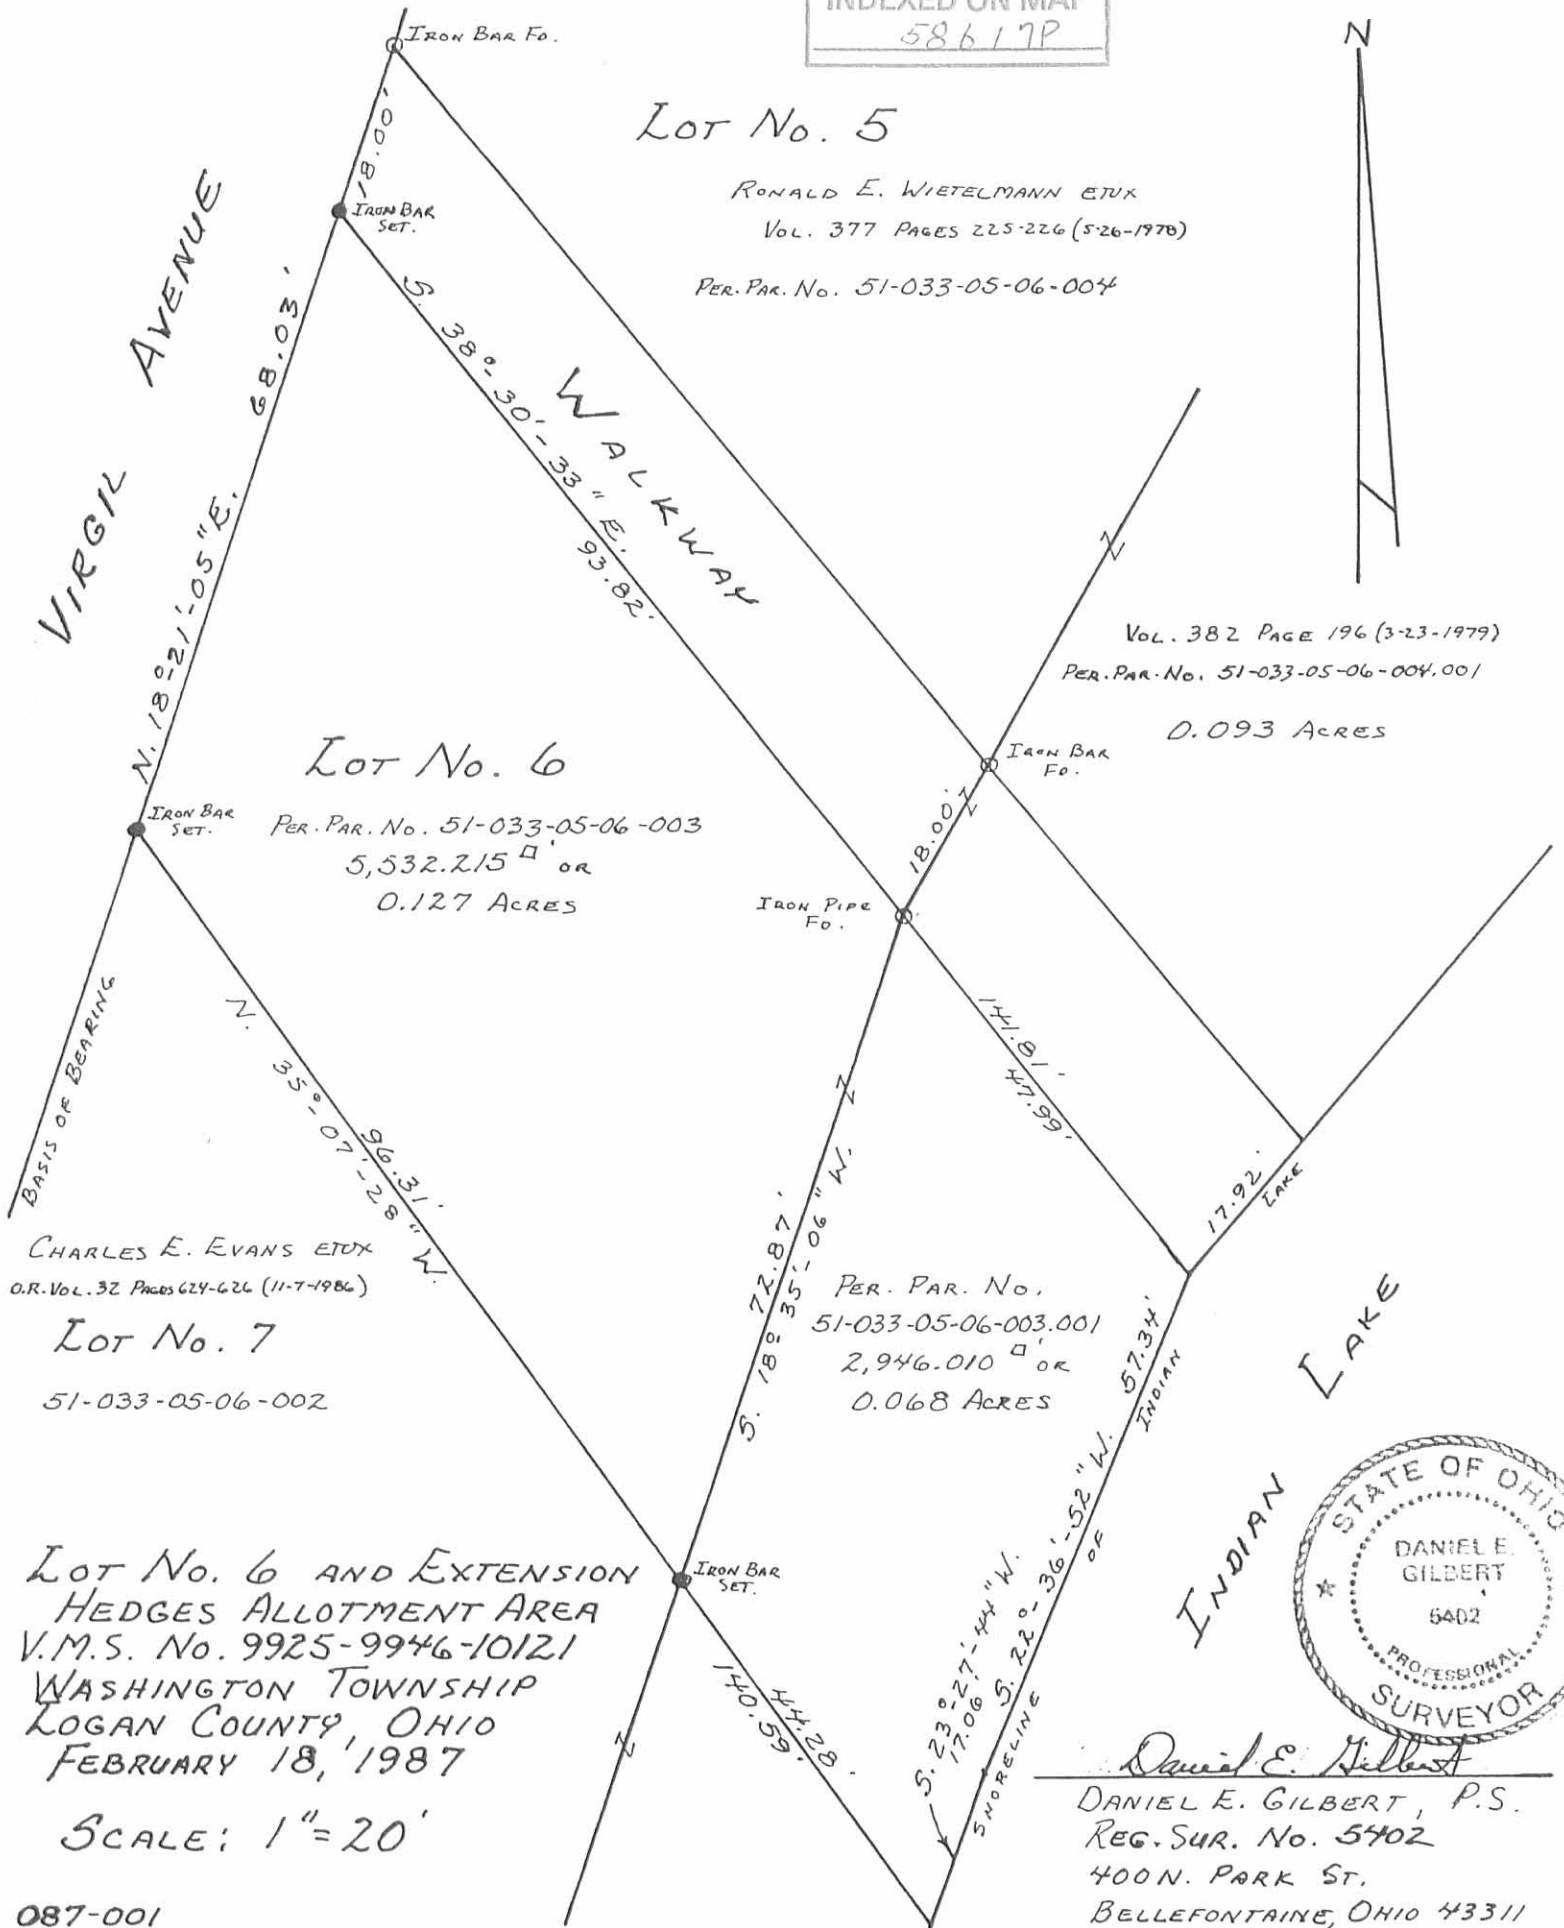 INDEXED ON MAP
58617P
IRON BAR FD.
N
LOT No. 5
RONALD E. WIETELMANN ETUX
VOL. 377 PAGES 225-226 (5-26-1978)
PER. PAR. No. 51-033-05-06-004
18.00'
IRON BAR
SET.
VIRGIL AVENUE
68.03'
N. 18°-21'-05" E.
S. 38°-30'-33" E.
93.82'
WALKWAY
Z
VOL. 382 PAGE 196 (3-23-1979)
PER. PAR. No. 51-033-05-06-004.001
0.093 ACRES
IRON BAR
FD.
Z
18.00'
LOT No. 6
PER. PAR. No. 51-033-05-06-003
5,532.215 □' OR
0.127 ACRES
IRON BAR
SET.
IRON PIPE
FD.
BASIS OF BEARING
N. 35°-07'-28" W.
96.31'
141.81'
47.99'
Z
17.92'
LAKE
CHARLES E. EVANS ETUX
O.R. VOL. 32 PAGES 624-626 (11-7-1986)
LOT No. 7
51-033-05-06-002
72.87'
S. 18°-35'-06" W.
PER. PAR. No.
51-033-05-06-003.001
2,946.010 □' OR
0.068 ACRES
57.34'
INDIAN
S. 22°-36'-52" W.
OF
INDIAN LAKE
IRON BAR
SET.
44.28'
140.59'
Z
S. 23°-27'-44" W.
17.06'
SHORELINE
LOT No. 6 AND EXTENSION
HEDGES ALLOTMENT AREA
V.M.S. No. 9925-9946-10121
WASHINGTON TOWNSHIP
LOGAN COUNTY, OHIO
FEBRUARY 18, 1987
SCALE: 1"=20'
087-001
STATE OF OHIO
DANIEL E.
GILBERT
5402
PROFESSIONAL
SURVEYOR
Daniel E. Gilbert
DANIEL E. GILBERT, P.S.
REG. SUR. No. 5402
400 N. PARK ST.
BELLEFONTAINE, OHIO 43311